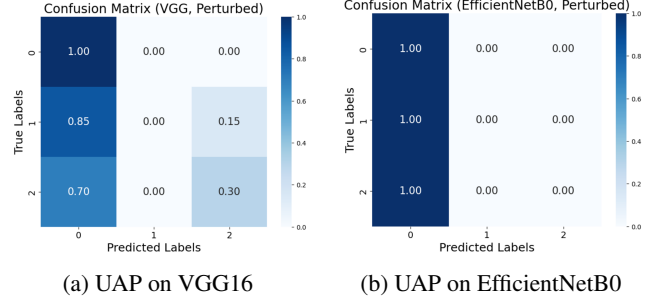 Confusion Matrix (VGG, Perturbed)
True Labels
0 1.00 0.00 0.00
1 0.85 0.00 0.15
2 0.70 0.00 0.30
0 1 2
Predicted Labels
1.0
0.8
0.6
0.4
0.2
0.0
(a) UAP on VGG16
Confusion Matrix (EfficientNetB0, Perturbed)
True Labels
0 1.00 0.00 0.00
1 1.00 0.00 0.00
2 1.00 0.00 0.00
0 1 2
Predicted Labels
1.0
0.8
0.6
0.4
0.2
0.0
(b) UAP on EfficientNetB0